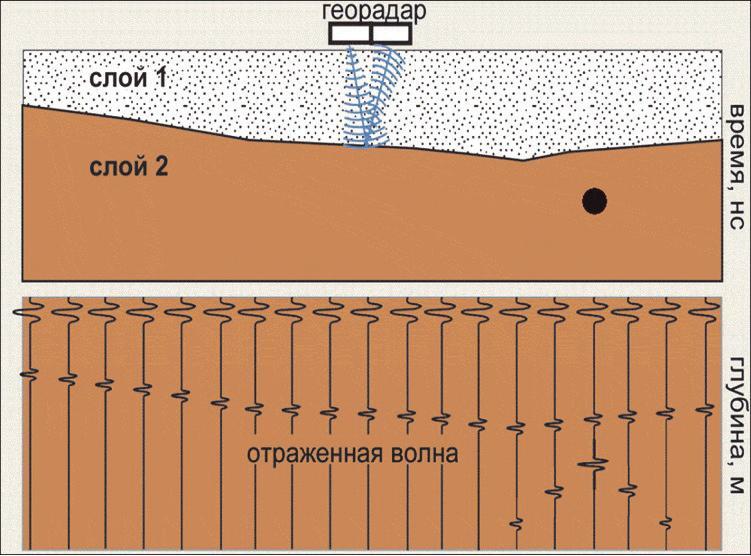 георадар
слой 1
слой 2
время, нс
отраженная волна
глубина, м